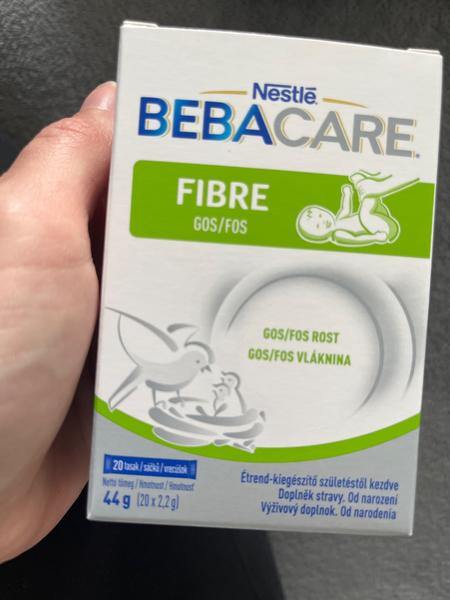 Nestlé
BEBACARE
FIBRE
GOS/FOS
GOS/FOS ROST
GOS/FOS VLÁKNINA
20 tasak / sáčků / vreciúšok
Nettó tömeg / Hmotnost / Hmotnosť
44 g (20 x 2,2 g)
Étrend-kiegészítő születéstől kezdve
Doplněk stravy. Od narození
Výživový doplnok. Od narodenia